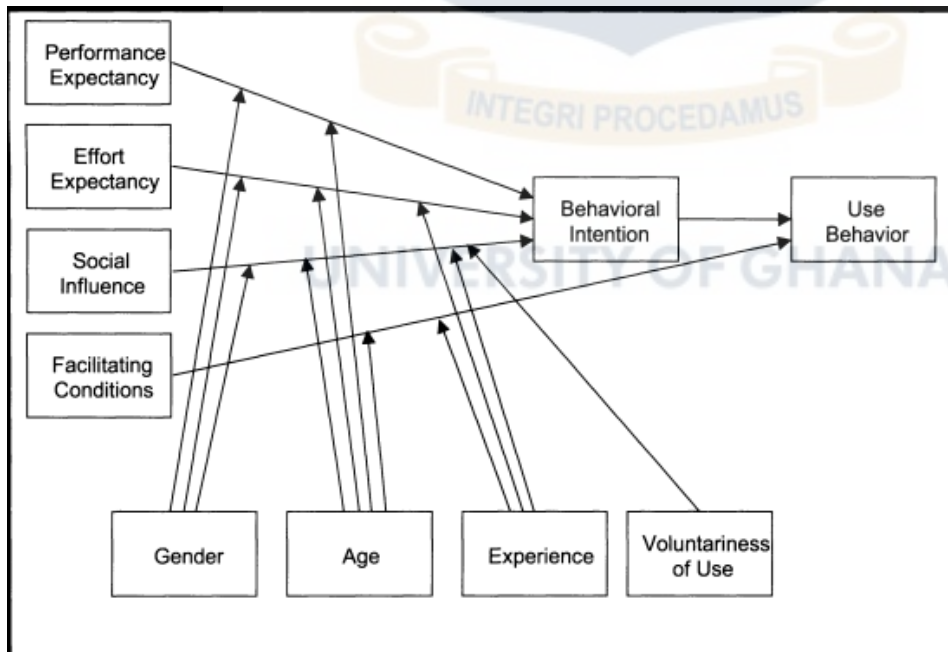 Performance
Expectancy
INTEGRI PROCEDAMUS
Effort
Expectancy
Behavioral
Intention
Use
Behavior
Social
Influence
UNIVERSITY OF GHANA
Facilitating
Conditions
Gender
Age
Experience
Voluntariness
of Use